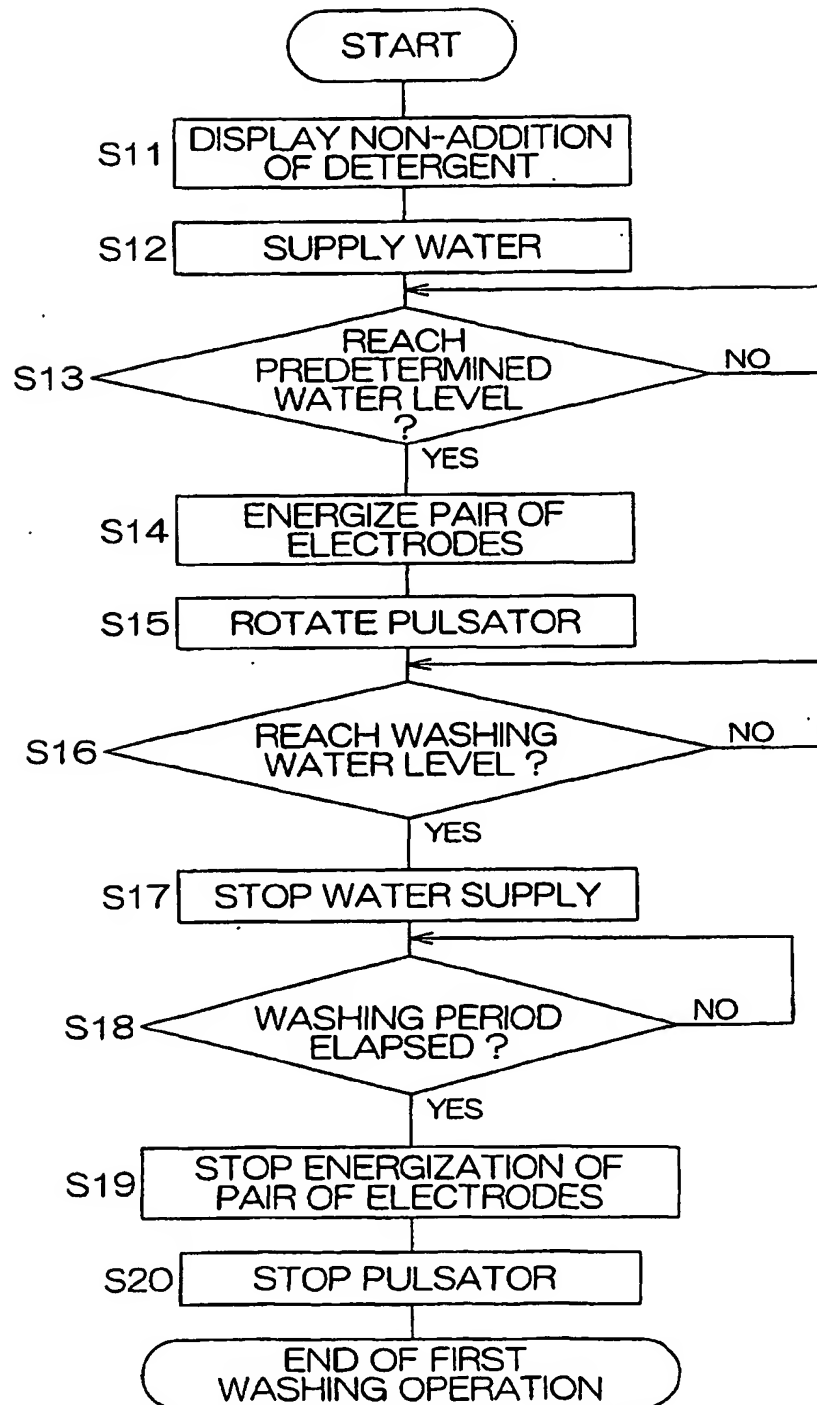 START
S11
DISPLAY NON-ADDITION
OF DETERGENT
S12
SUPPLY WATER
S13
REACH
PREDETERMINED
WATER LEVEL
?
NO
YES
S14
ENERGIZE PAIR OF
ELECTRODES
S15
ROTATE PULSATOR
S16
REACH WASHING
WATER LEVEL ?
NO
YES
S17
STOP WATER SUPPLY
S18
WASHING PERIOD
ELAPSED ?
NO
YES
S19
STOP ENERGIZATION OF
PAIR OF ELECTRODES
S20
STOP PULSATOR
END OF FIRST
WASHING OPERATION